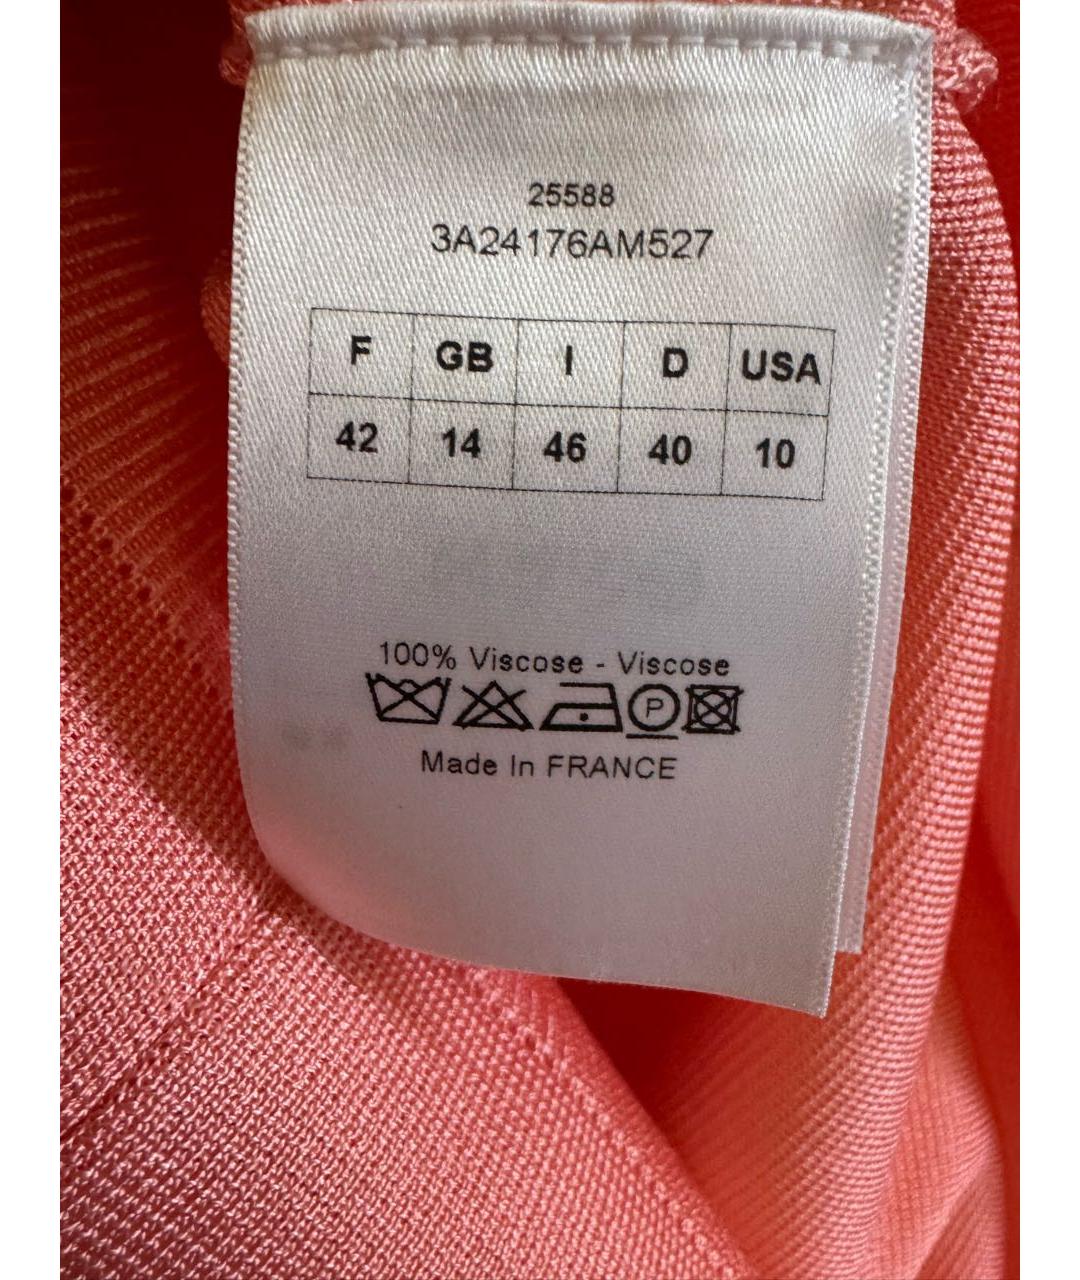 25588
3A24176AM527
F GB I D USA
42 14 46 40 10
100% Viscose - Viscose
P
Made In FRANCE